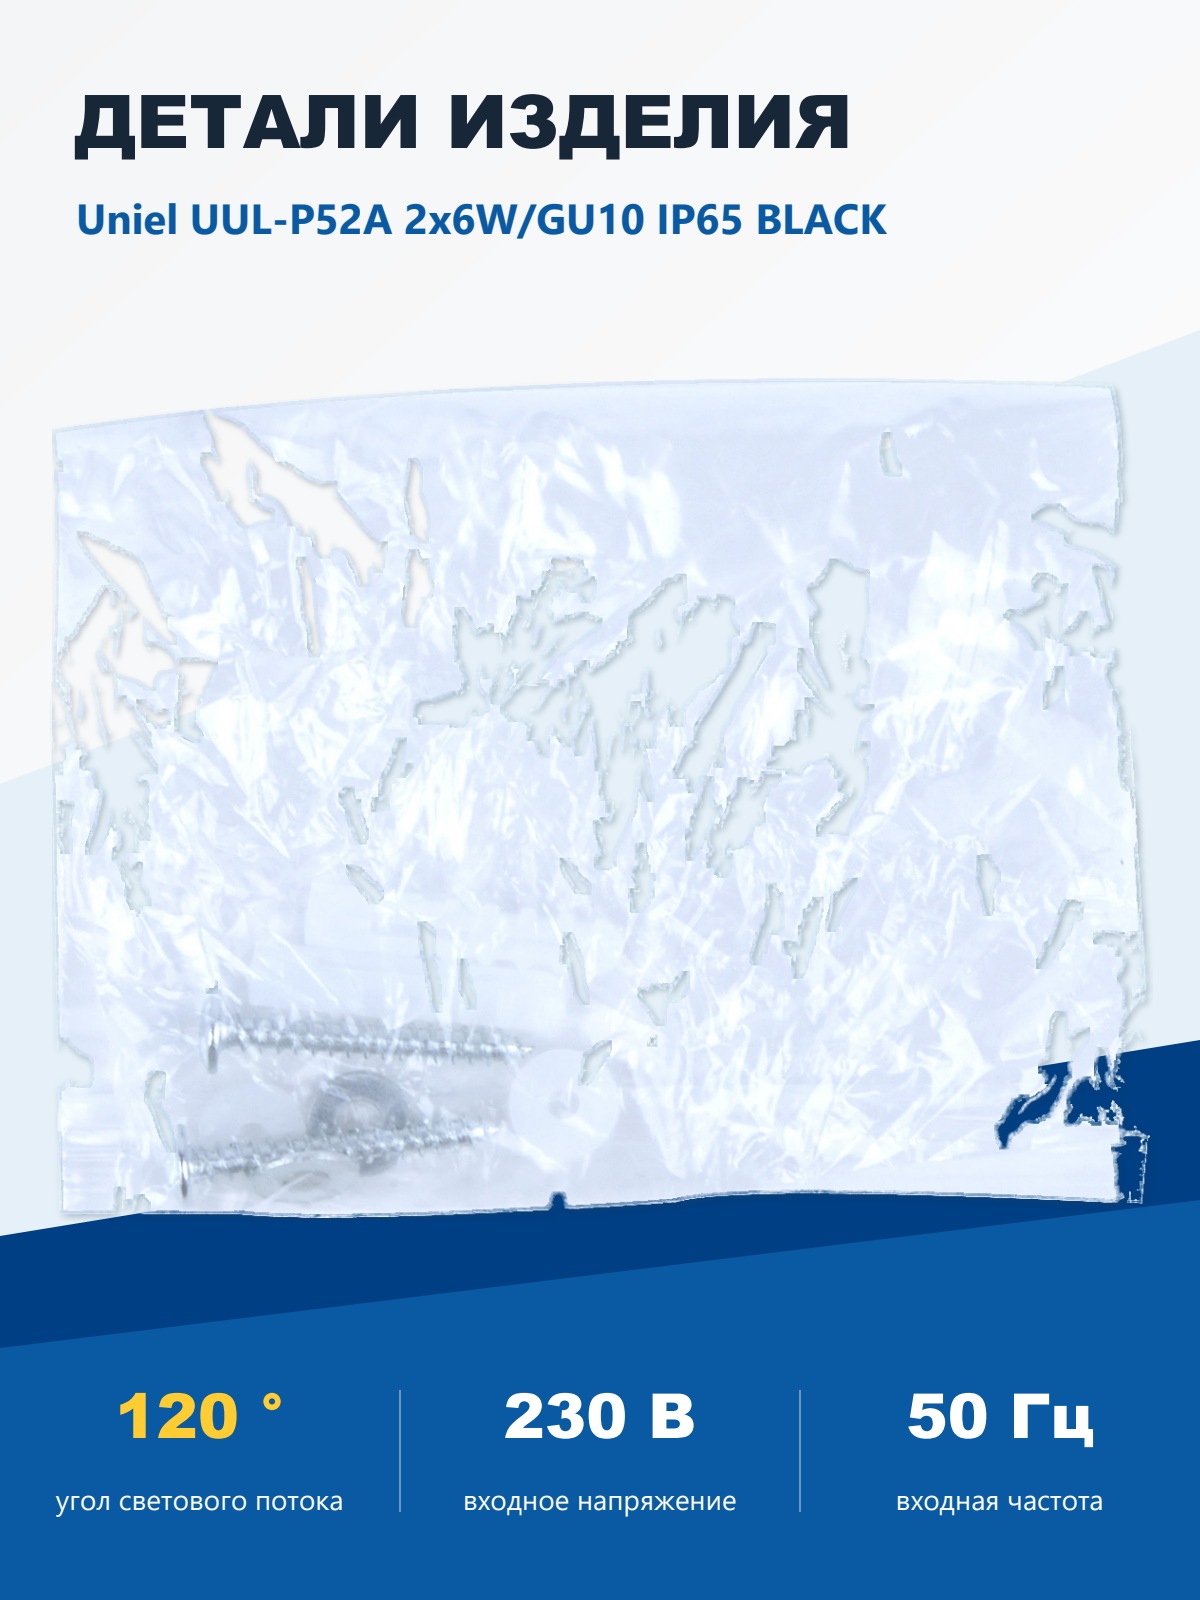 ДЕТАЛИ ИЗДЕЛИЯ
Uniel UUL-P52A 2x6W/GU10 IP65 BLACK
120 °
угол светового потока
230 В
входное напряжение
50 Гц
входная частота